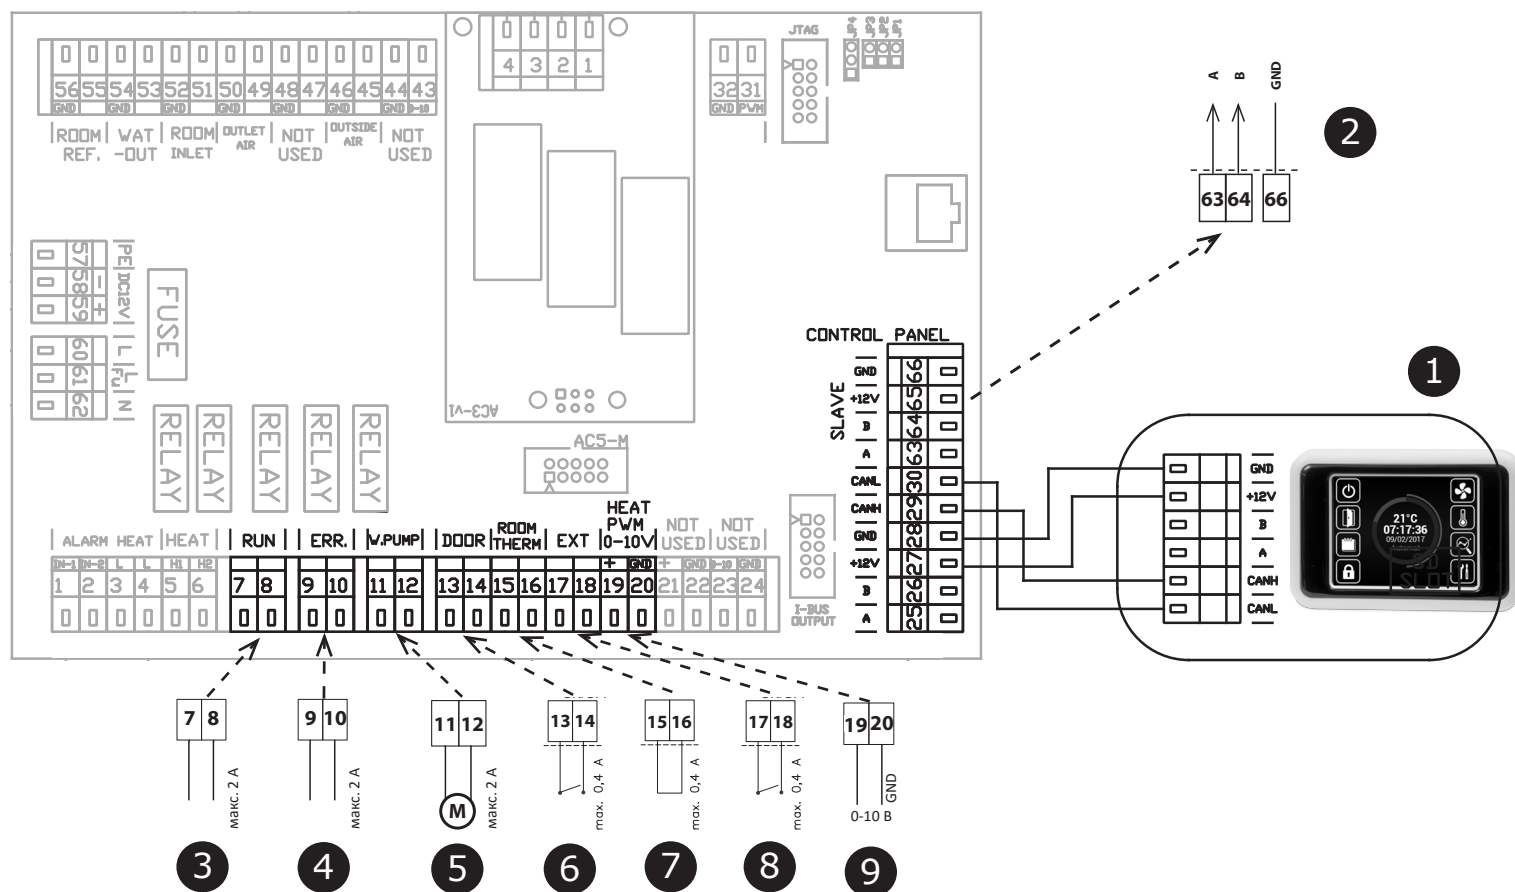 4 3 2 1
JTAG
JP4 JP3 JP2 JP1
56 55 54 53 52 51 50 49 48 47 46 45 44 43
GND GND GND GND GND GND GND 0-10
ROOM REF.
WAT -OUT
ROOM INLET
OUTLET AIR
NOT USED
OUTSIDE AIR
NOT USED
32 31
GND PWM
A B GND
63 64 66
2
57 58 59
PE - + DC12V
60 61 62
L L FU N
FUSE
RELAY RELAY RELAY RELAY RELAY
AC3-v1
AC5-M
CONTROL PANEL
SLAVE
GND 66
+12V 65
B 64
A 63
CANL 30
CANH 29
GND 28
+12V 27
B 26
A 25
I-BUS
OUTPUT
1
GND
+12V
B
A
CANH
CANL
21°C
07:17:36
09/02/2017
SD
SLOT
HEAT
PWM
0-10V
ALARM HEAT HEAT RUN ERR. W.PUMP DOOR ROOM THERM EXT
NOT USED
NOT USED
IN-1 IN-2 L L H1 H2 + GND + GND 0-10 GND
1 2 3 4 5 6 7 8 9 10 11 12 13 14 15 16 17 18 19 20 21 22 23 24
7 8
макс. 2 A
3
9 10
макс. 2 A
4
11 12
M
макс. 2 A
5
13 14
max. 0,4 A
6
15 16
max. 0,4 A
7
17 18
max. 0,4 A
8
19 20
GND
0-10 В
9